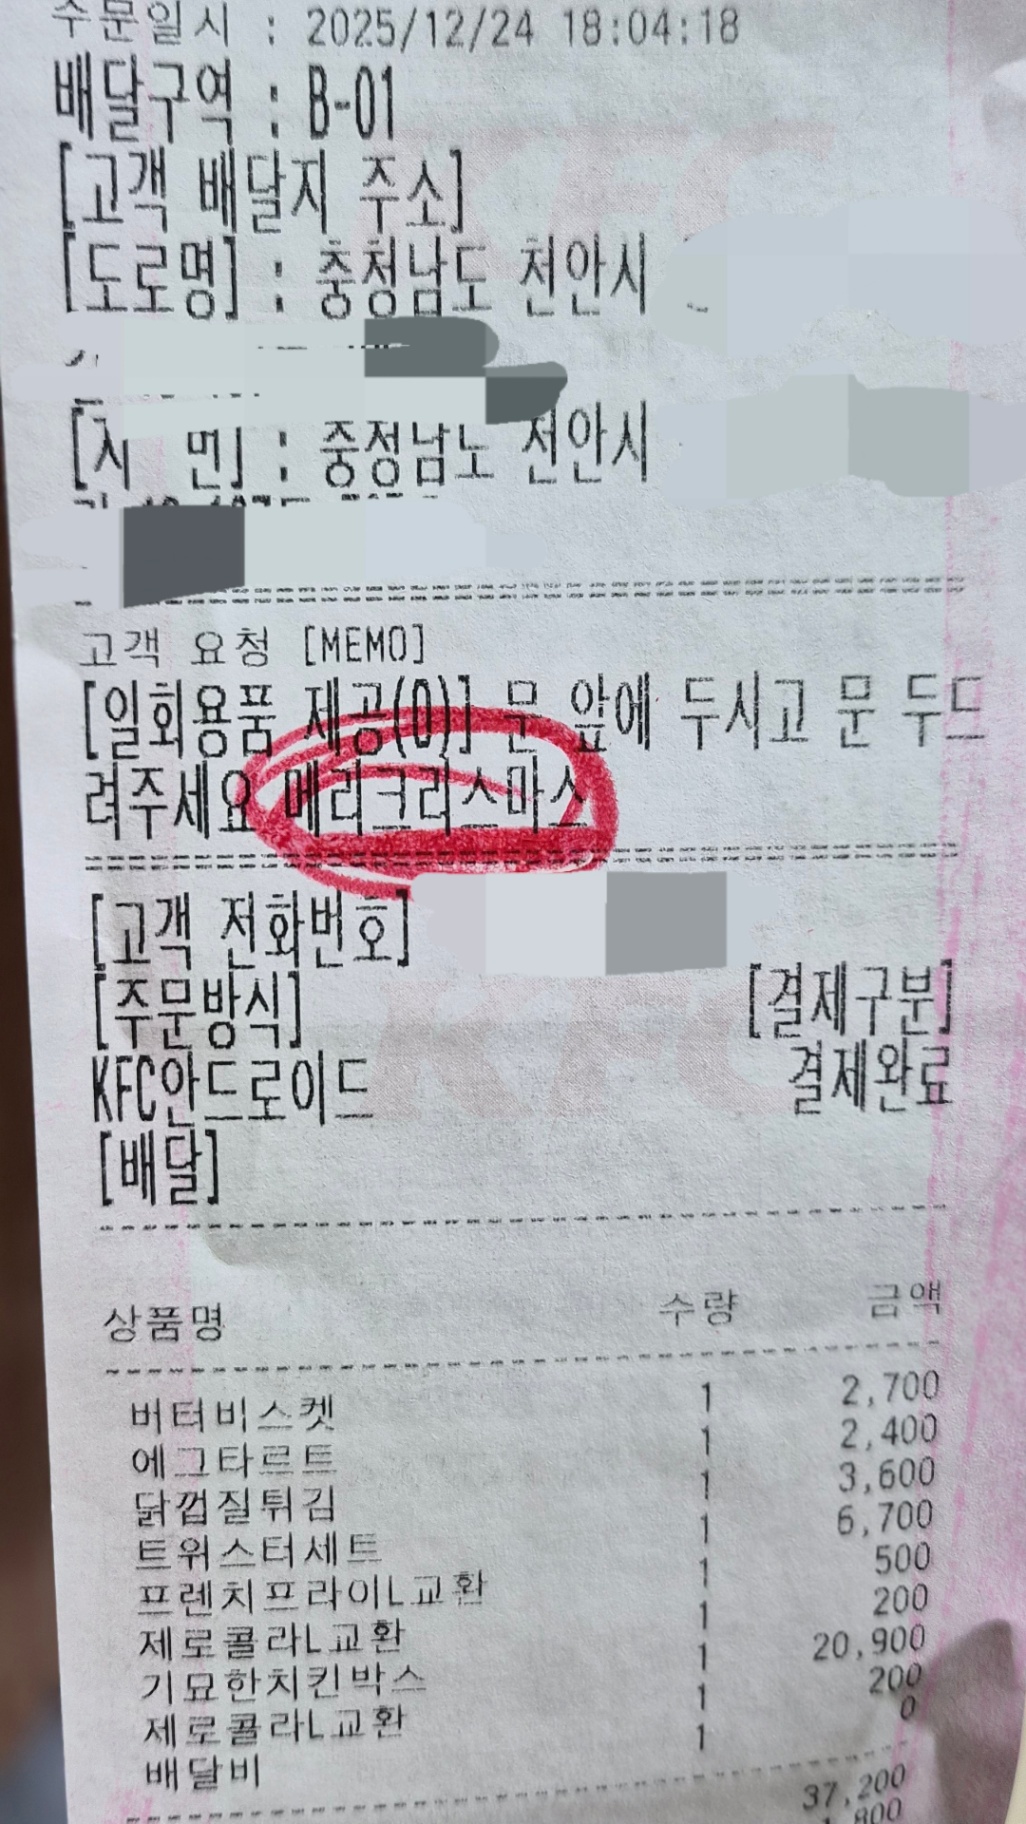 주문일시 : 2025/12/24 18:04:18
배달구역 : B-01
[고객 배달지 주소]
[도로명] : 충청남도 천안시
[지 번] : 충청남도 천안시
고객 요청 [MEMO]
[일회용품 제공(O)] 문 앞에 두시고 문 두드
려주세요 메리크리스마스
[고객 전화번호]
[주문방식] [결제구분]
KFC안드로이드 결제완료
[배달]
상품명 수량 금액
버터비스켓 1 2,700
에그타르트 1 2,400
닭껍질튀김 1 3,600
트위스터세트 1 6,700
프렌치프라이L교환 1 500
제로콜라L교환 1 200
기묘한치킨박스 1 20,900
제로콜라L교환 1 200
배달비 1 0
37,200